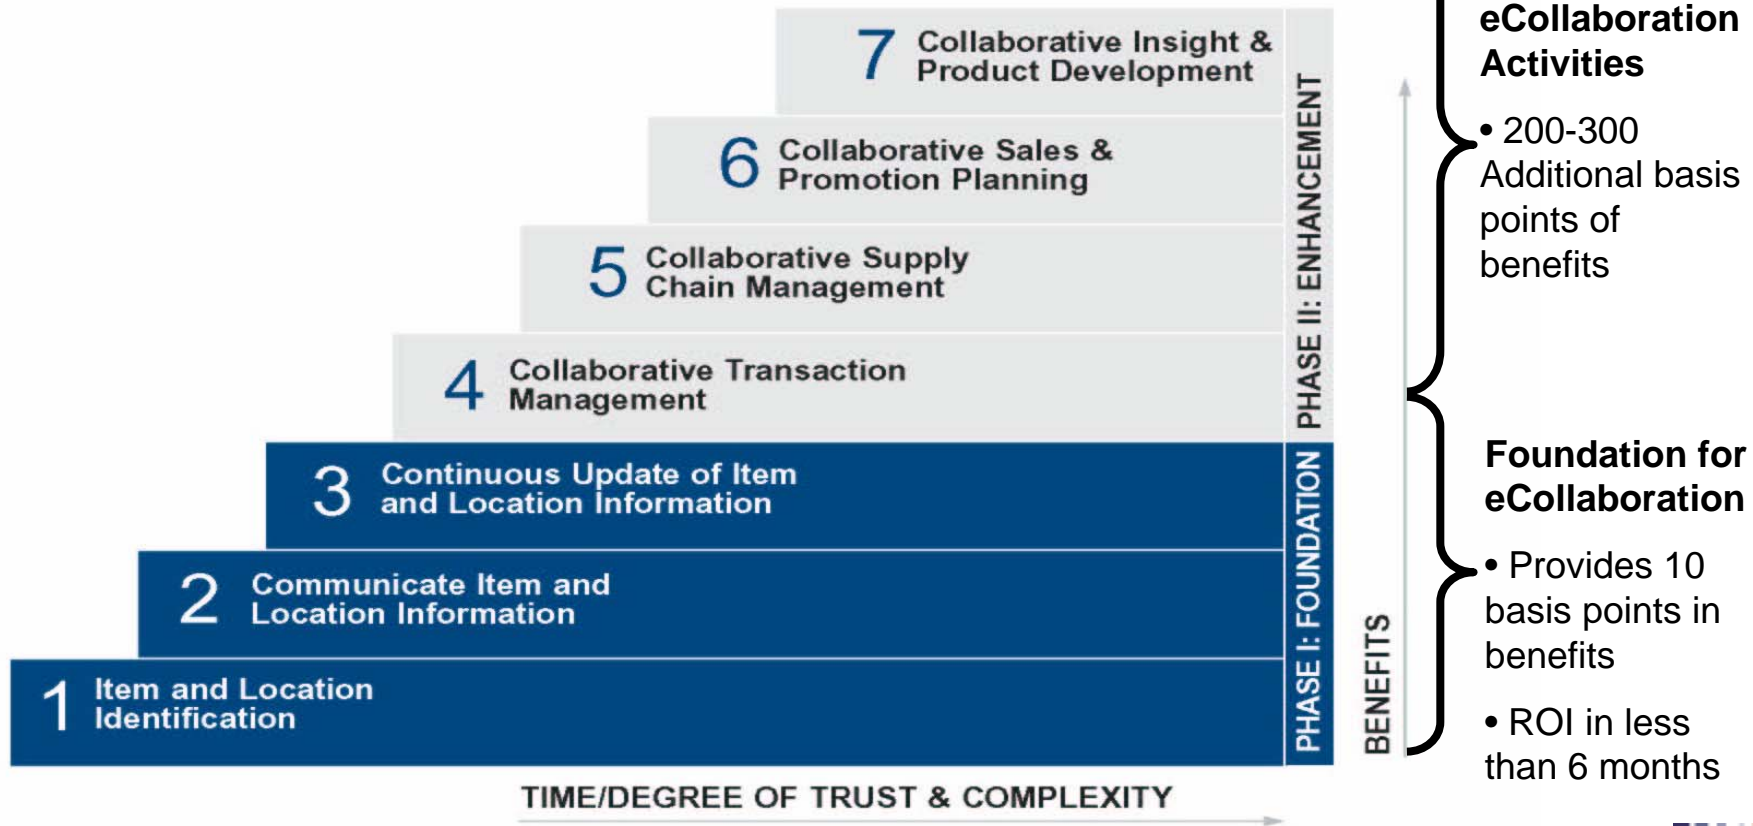 7 Collaborative Insight &
Product Development
6 Collaborative Sales &
Promotion Planning
5 Collaborative Supply
Chain Management
4 Collaborative Transaction
Management
3 Continuous Update of Item
and Location Information
2 Communicate Item and
Location Information
1 Item and Location
Identification
PHASE II: ENHANCEMENT
PHASE I: FOUNDATION
TIME/DEGREE OF TRUST & COMPLEXITY
BENEFITS
eCollaboration
Activities
• 200-300
Additional basis
points of
benefits
Foundation for
eCollaboration
• Provides 10
basis points in
benefits
• ROI in less
than 6 months